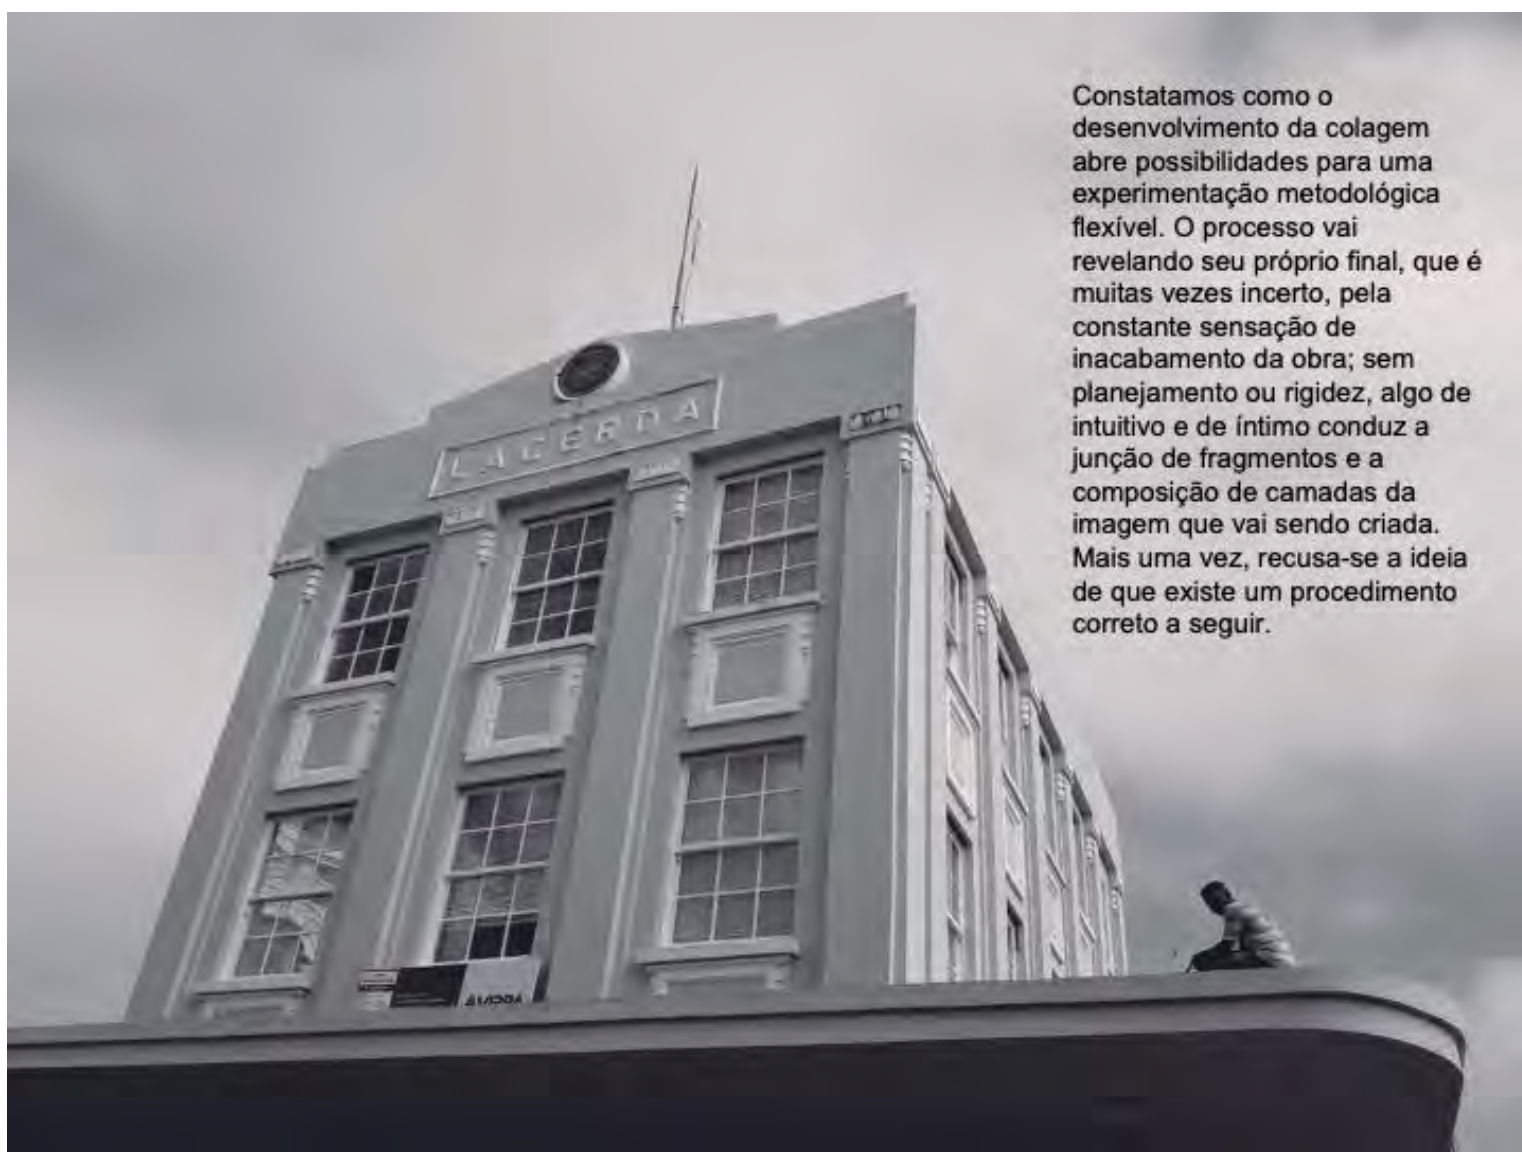 Constatamos como o
desenvolvimento da colagem
abre possibilidades para uma
experimentação metodológica
flexível. O processo vai
revelando seu próprio final, que é
muitas vezes incerto, pela
constante sensação de
inacabamento da obra; sem
planejamento ou rigidez, algo de
intuitivo e de íntimo conduz a
junção de fragmentos e a
composição de camadas da
imagem que vai sendo criada.
Mais uma vez, recusa-se a ideia
de que existe um procedimento
correto a seguir.
LACERDA